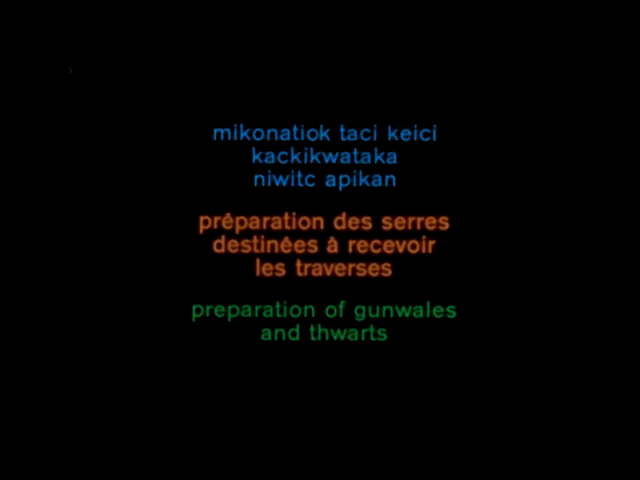 mikonatiok taci keici
kackikwataka
niwitc apikan
préparation des serres
destinées à recevoir
les traverses
preparation of gunwales
and thwarts